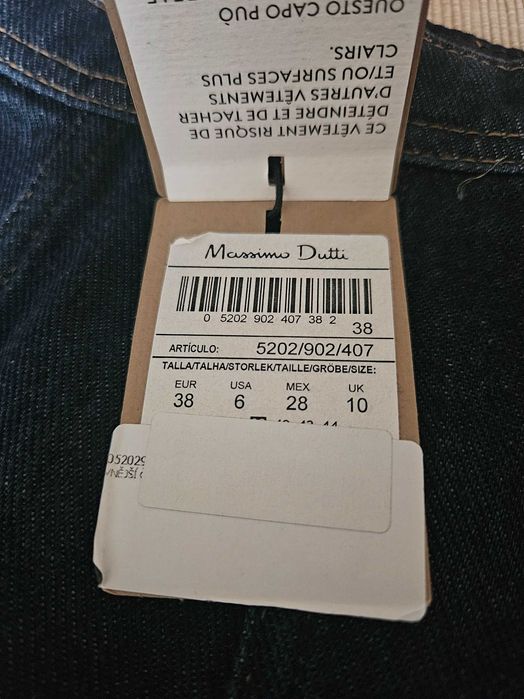 QUESTO CAPO PUÒ
CLAIRS.
ET/OU SURFACES PLUS
D'AUTRES VÊTEMENTS
DÉTEINDRE ET DE TACHER
CE VÊTEMENT RISQUE DE
Massimo Dutti
0 5202 902 407 38 2
38
ARTÍCULO: 5202/902/407
TALLA/TALHA/STORLEK/TAILLE/GRÖBE/SIZE:
EUR USA MEX UK
38 6 28 10
052029